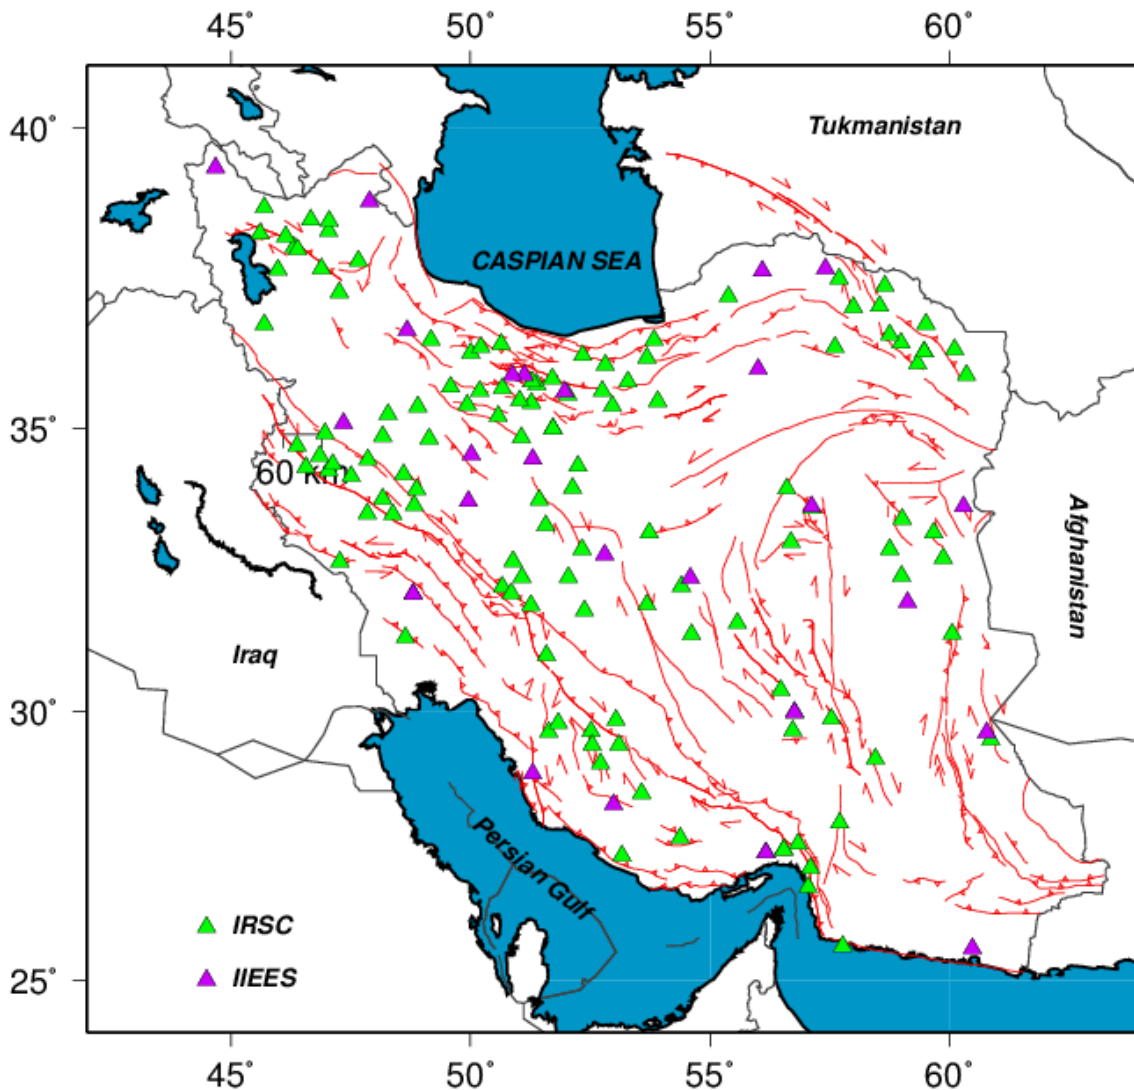 45° 50° 55° 60°
40°
Tukmanistan
CASPIAN SEA
35°
60 km
Afghanistan
Iraq
30°
Persian Gulf
IRSC
IIEES
25°
45° 50° 55° 60°